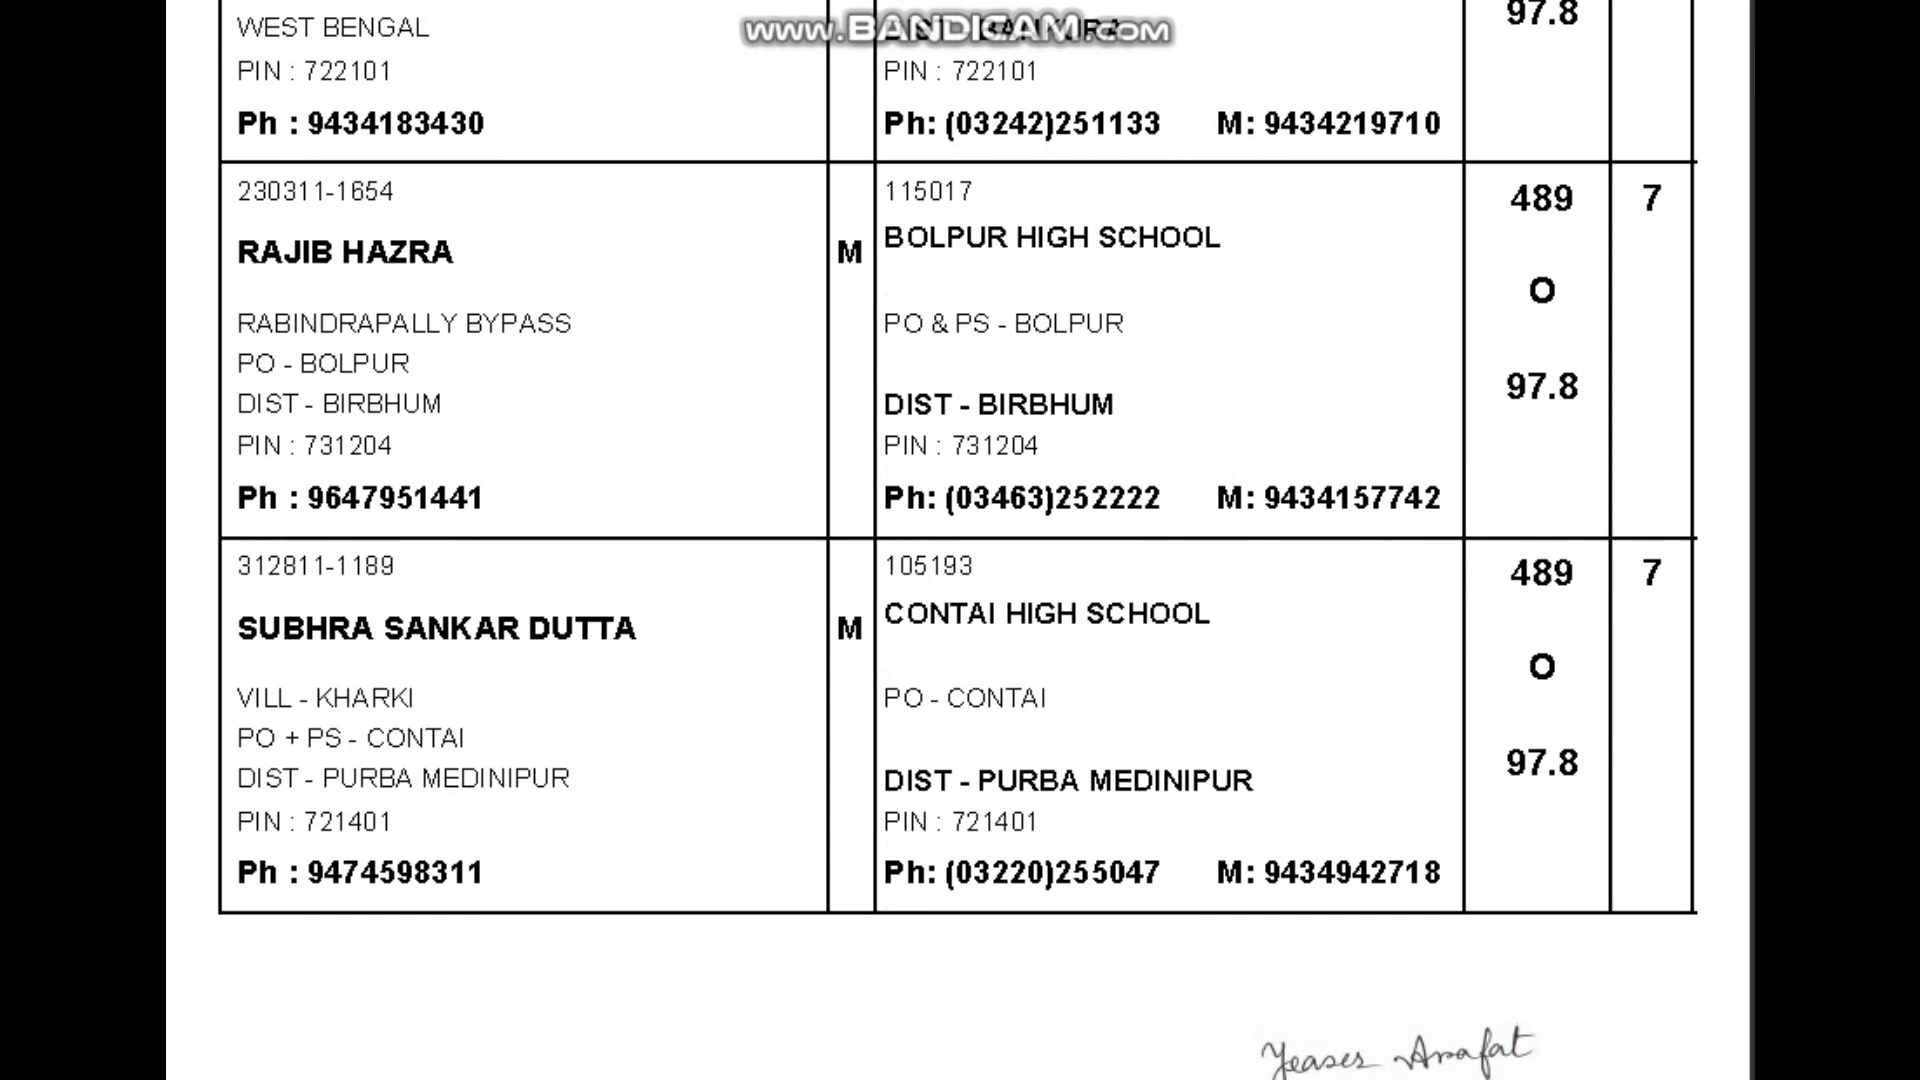 www.BANDICAM.com
WEST BENGAL
PIN : 722101
Ph : 9434183430
PIN : 722101
Ph: (03242)251133 M: 9434219710
97.8
230311-1654
RAJIB HAZRA
RABINDRAPALLY BYPASS
PO - BOLPUR
DIST - BIRBHUM
PIN : 731204
Ph : 9647951441
M
115017
BOLPUR HIGH SCHOOL
PO & PS - BOLPUR
DIST - BIRBHUM
PIN : 731204
Ph: (03463)252222 M: 9434157742
489
O
97.8
7
312811-1189
SUBHRA SANKAR DUTTA
VILL - KHARKI
PO + PS - CONTAI
DIST - PURBA MEDINIPUR
PIN : 721401
Ph : 9474598311
M
105193
CONTAI HIGH SCHOOL
PO - CONTAI
DIST - PURBA MEDINIPUR
PIN : 721401
Ph: (03220)255047 M: 9434942718
489
O
97.8
7
Yeaser Arafat